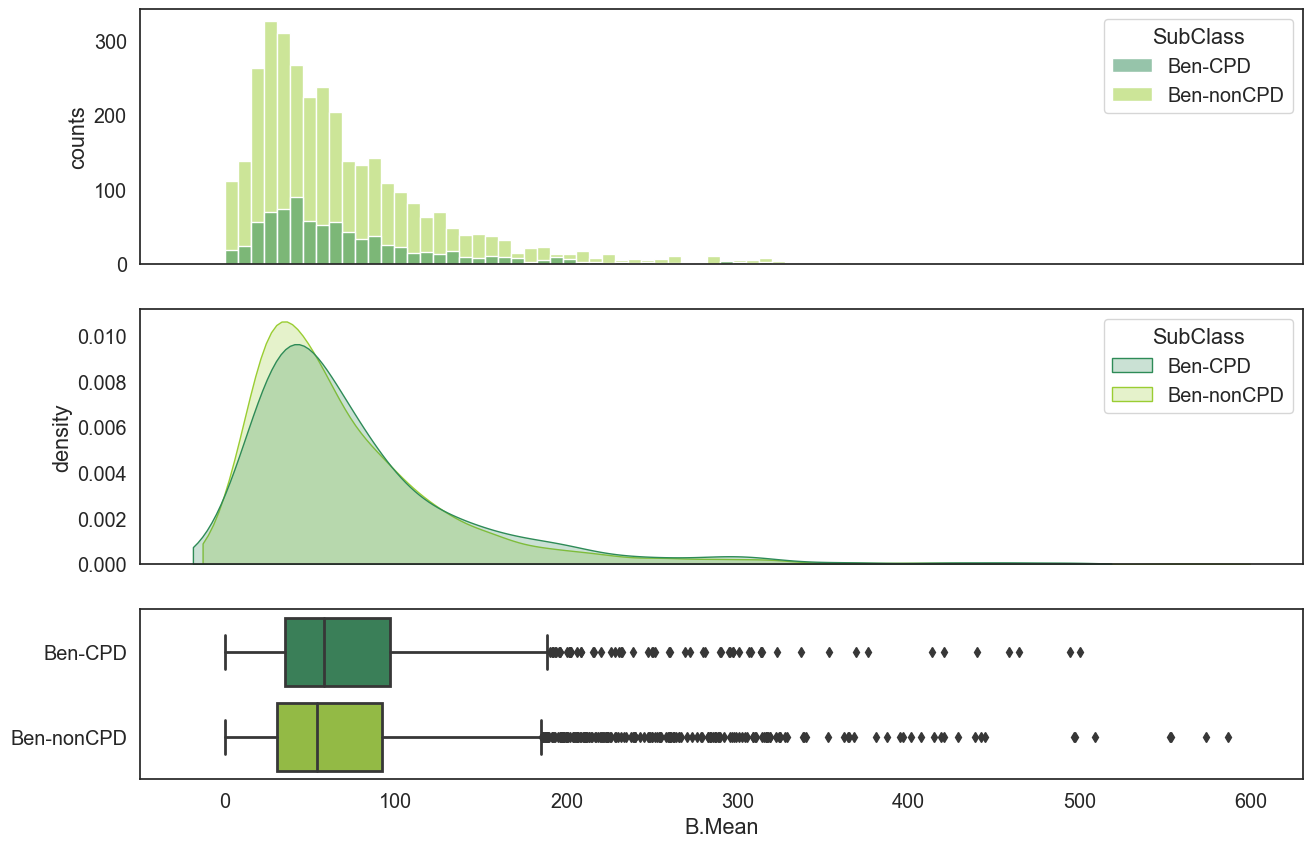 300
200
100
0
counts
SubClass
Ben-CPD
Ben-nonCPD
0.010
0.008
0.006
0.004
0.002
0.000
density
SubClass
Ben-CPD
Ben-nonCPD
Ben-CPD
Ben-nonCPD
0 100 200 300 400 500 600
B.Mean